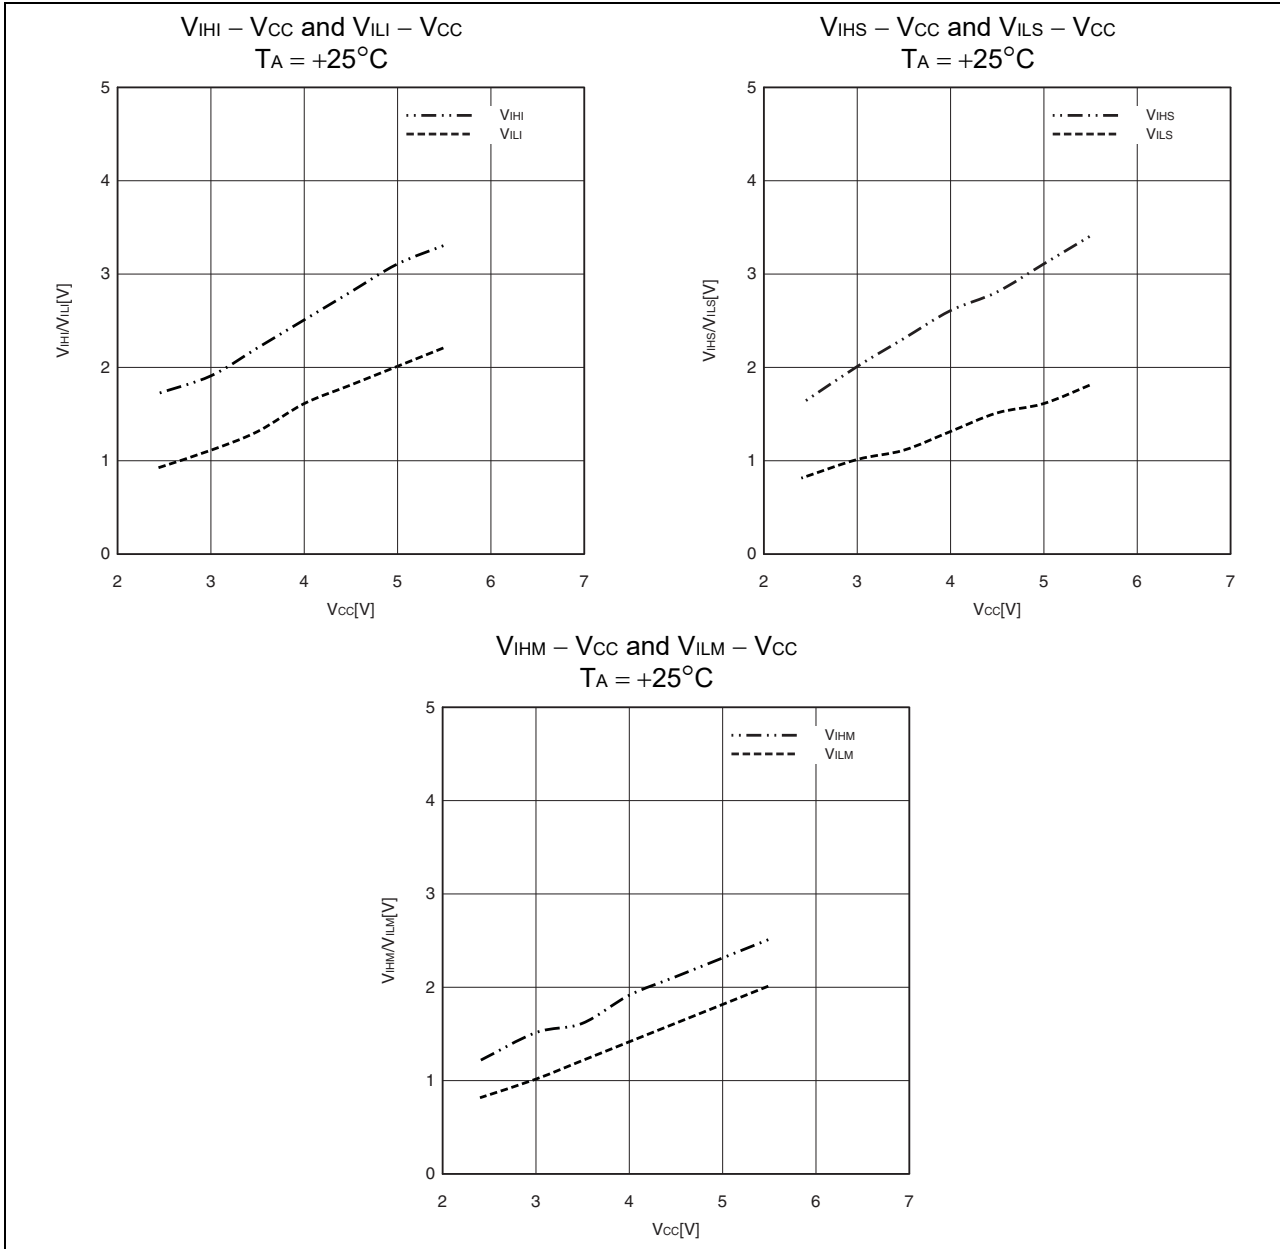 VIHI – VCC and VILI – VCC
TA = +25°C
5
4
3
2
1
0
2 3 4 5 6 7
VIHI/VILI[V]
VCC[V]
VIHI
VILI
VIHS – VCC and VILS – VCC
TA = +25°C
5
4
3
2
1
0
2 3 4 5 6 7
VIHS/VILS[V]
VCC[V]
VIHS
VILS
VIHM – VCC and VILM – VCC
TA = +25°C
5
4
3
2
1
0
2 3 4 5 6 7
VIHM/VILM[V]
VCC[V]
VIHM
VILM